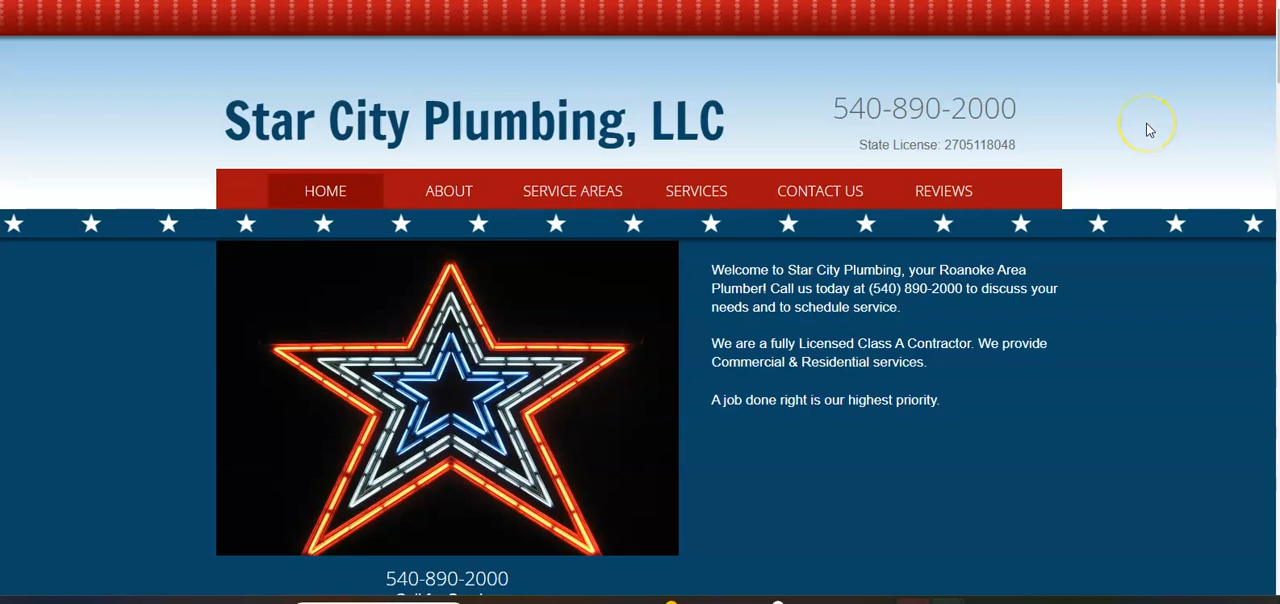 Star City Plumbing, LLC
540-890-2000
State License: 2705118048
HOME ABOUT SERVICE AREAS SERVICES CONTACT US REVIEWS
Welcome to Star City Plumbing, your Roanoke Area
Plumber! Call us today at (540) 890-2000 to discuss your
needs and to schedule service.
We are a fully Licensed Class A Contractor. We provide
Commercial & Residential services.
A job done right is our highest priority.
540-890-2000